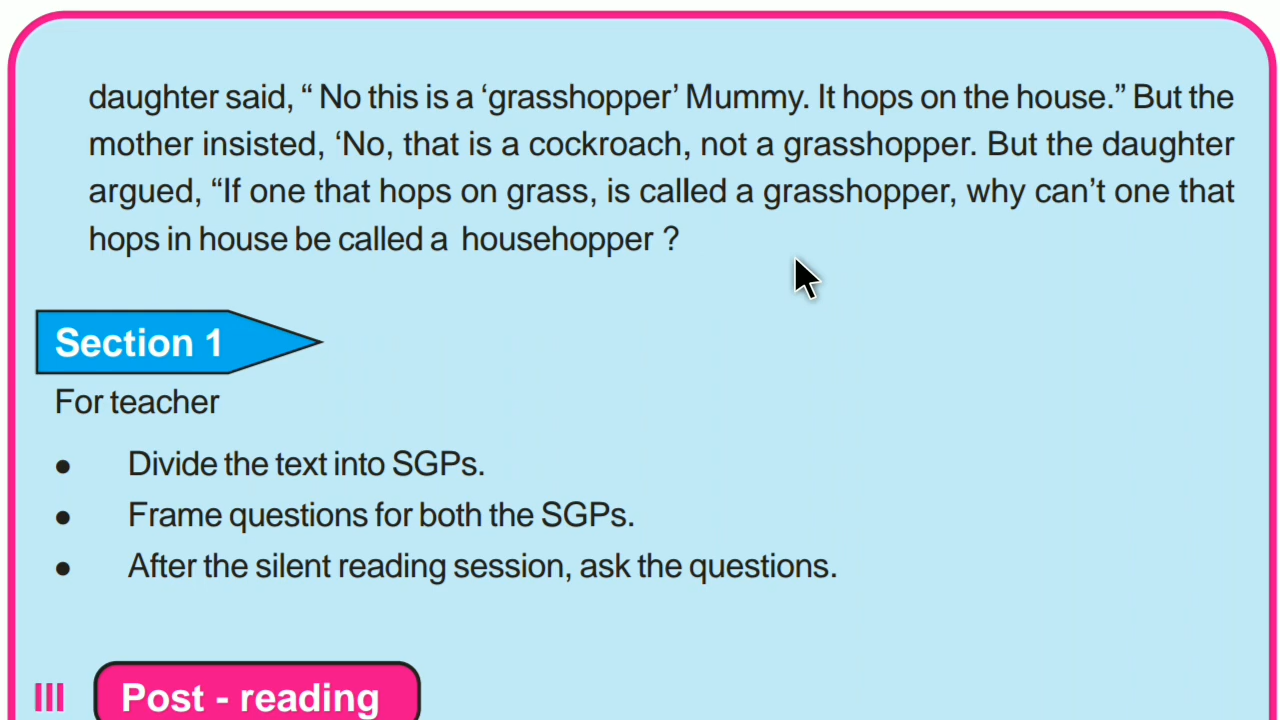 daughter said, “ No this is a ‘grasshopper’ Mummy. It hops on the house.” But the
mother insisted, ‘No, that is a cockroach, not a grasshopper. But the daughter
argued, “If one that hops on grass, is called a grasshopper, why can’t one that
hops in house be called a househopper ?
Section 1
For teacher
● Divide the text into SGPs.
● Frame questions for both the SGPs.
● After the silent reading session, ask the questions.
III Post - reading